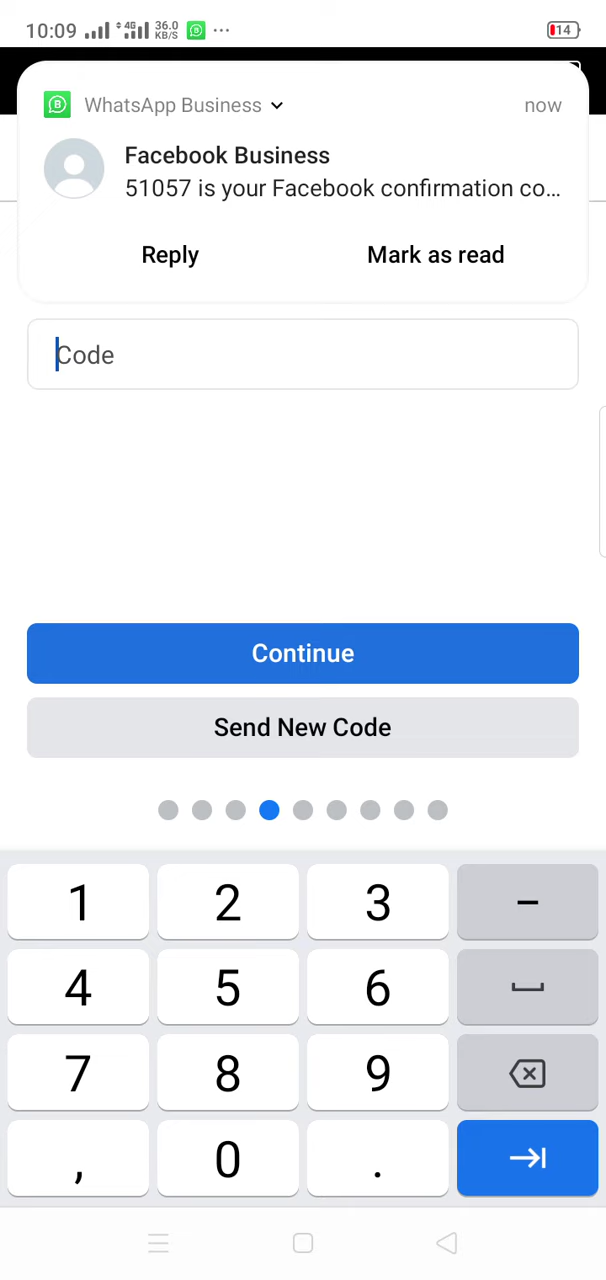 10:09 4G 36.0 KB/S ... 14
WhatsApp Business now
Facebook Business
51057 is your Facebook confirmation co...
Reply Mark as read
Code
Continue
Send New Code
1 2 3 –
4 5 6
7 8 9
, 0 .